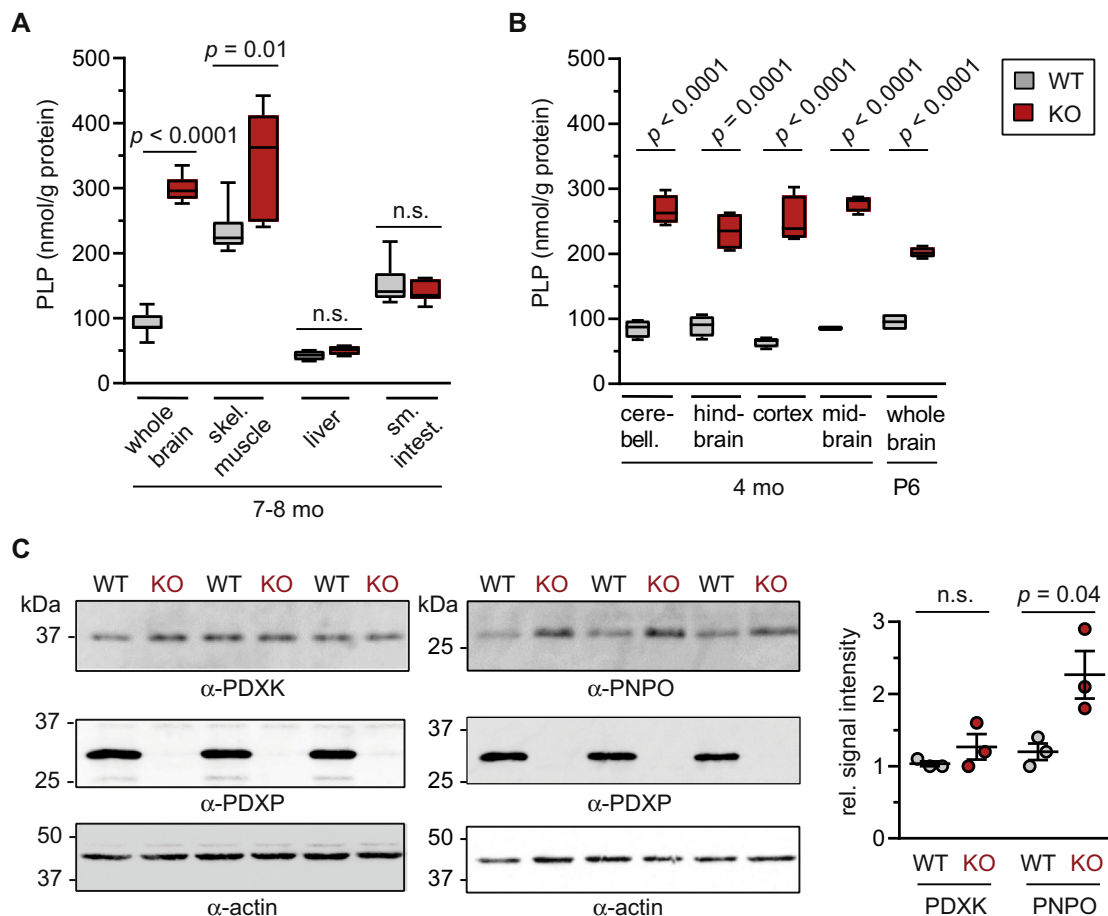 A
PLP (nmol/g protein)
500
400
300
200
100
0
p < 0.0001
p = 0.01
n.s.
n.s.
whole brain
skel. muscle
liver
sm. intest.
7-8 mo
B
PLP (nmol/g protein)
500
400
300
200
100
0
p < 0.0001
p = 0.0001
p < 0.0001
p < 0.0001
p < 0.0001
WT
KO
cere- hind- cortex mid- whole
bell. brain brain brain
4 mo P6
C
WT KO WT KO WT KO
kDa
37
α-PDXK
37
25
α-PDXP
50
37
α-actin
WT KO WT KO WT KO
kDa
25
α-PNPO
37
25
α-PDXP
50
37
α-actin
rel. signal intensity
3
2
1
0
n.s.
p = 0.04
WT KO WT KO
PDXK PNPO